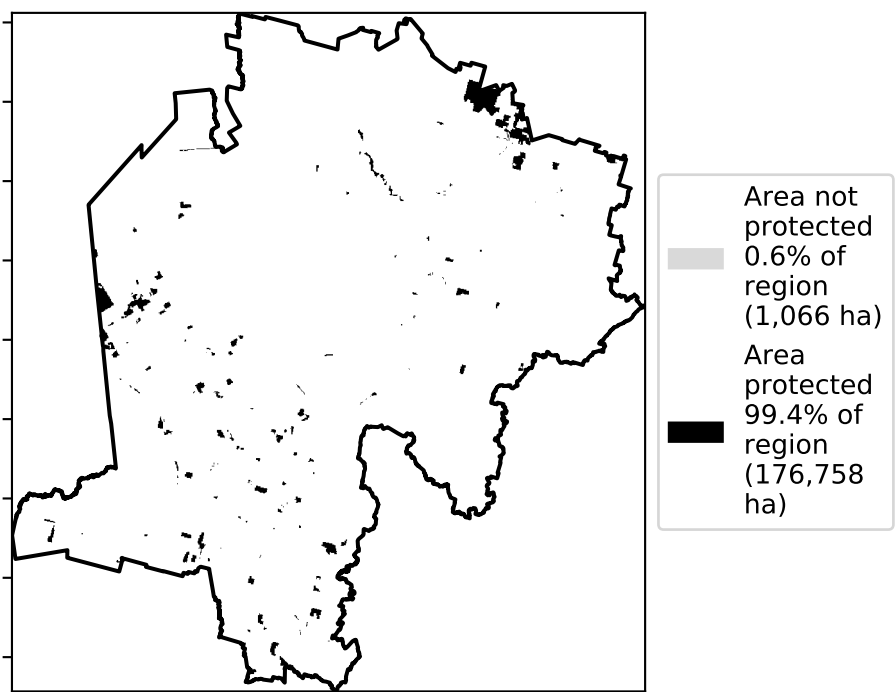 Area not
protected
0.6% of
region
(1,066 ha)
Area
protected
99.4% of
region
(176,758
ha)